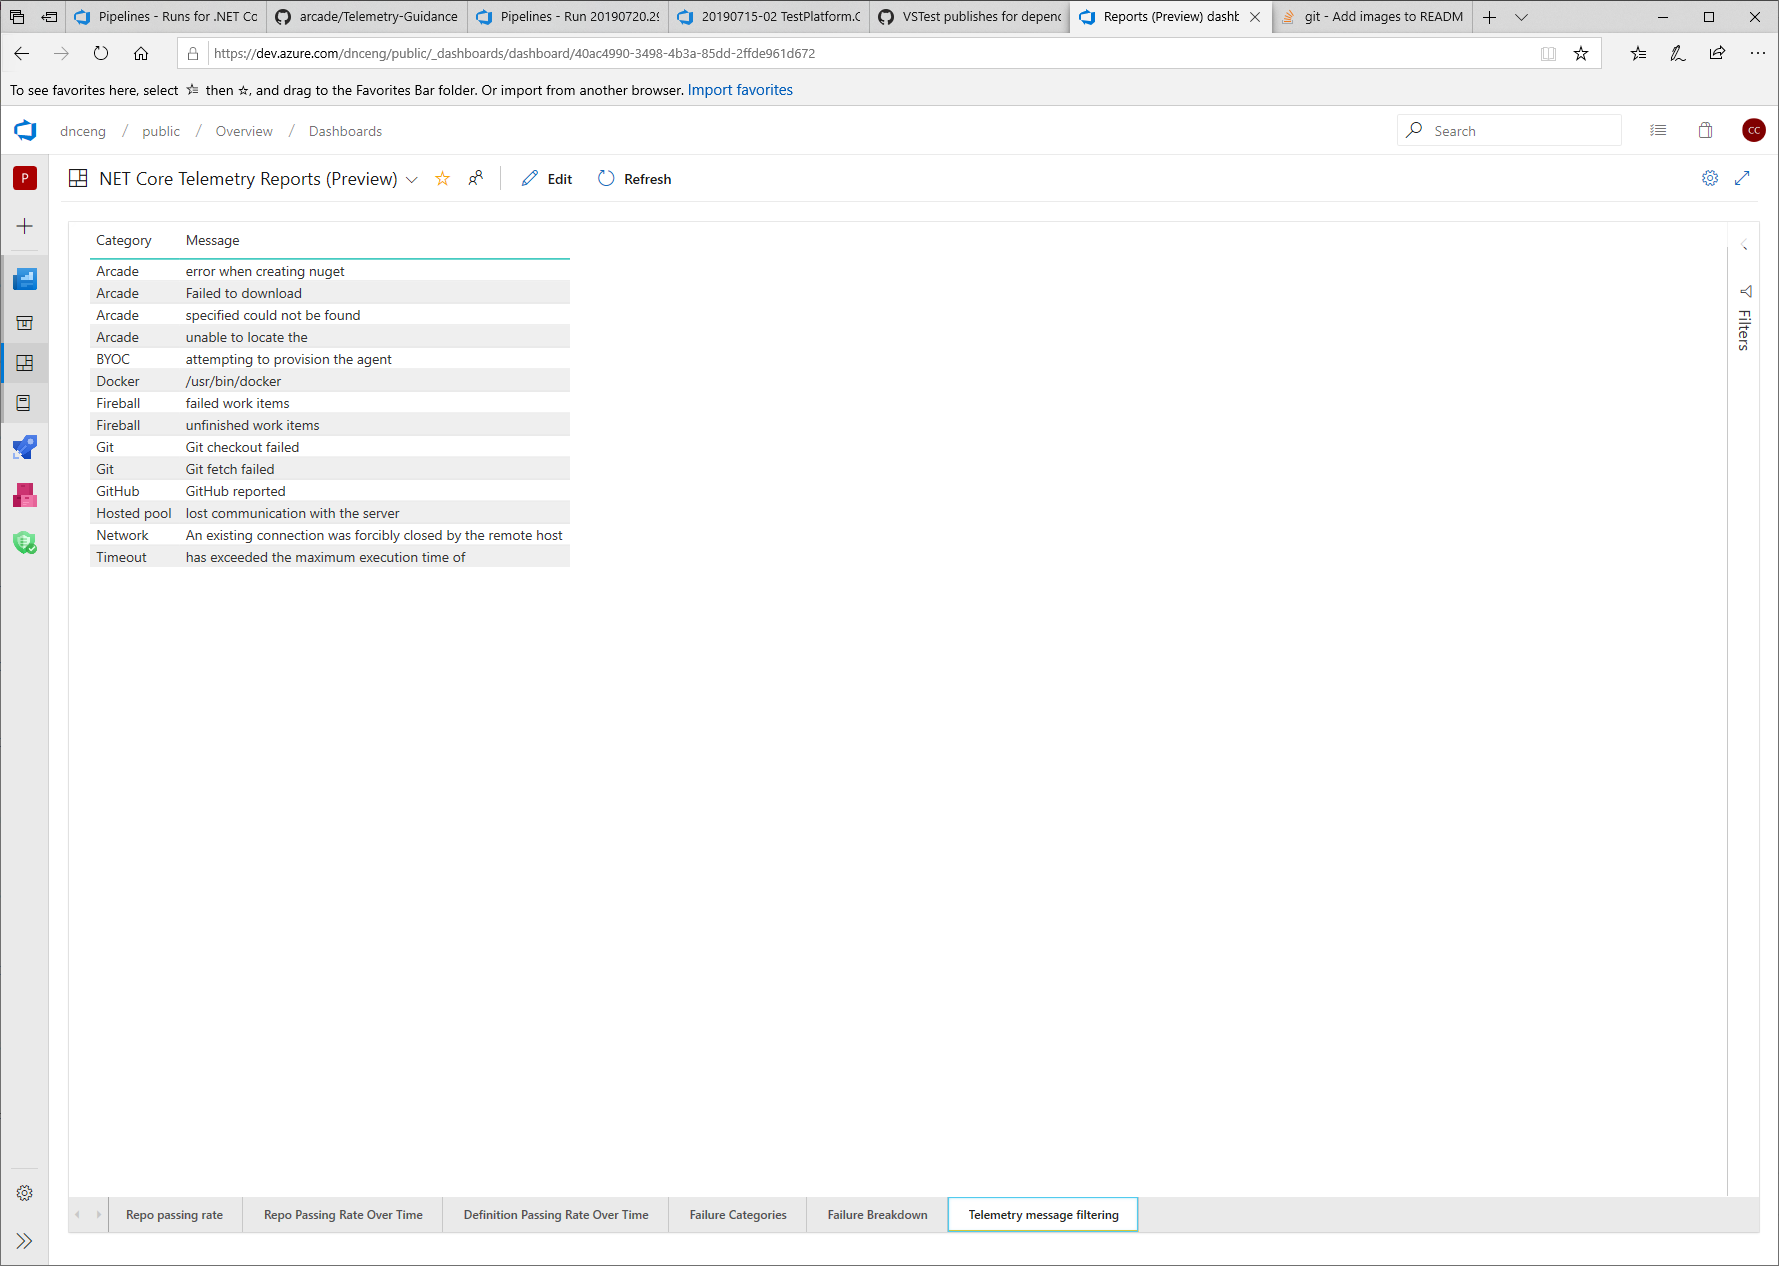 Pipelines - Runs for .NET Co
arcade/Telemetry-Guidance
Pipelines - Run 20190720.29
20190715-02 TestPlatform.C
VSTest publishes for depend
Reports (Preview) dashb
git - Add images to READM
https://dev.azure.com/dnceng/public/_dashboards/dashboard/40ac4990-3498-4b3a-85dd-2ffde961d672
To see favorites here, select then , and drag to the Favorites Bar folder. Or import from another browser. Import favorites
dnceng / public / Overview / Dashboards
Search
CC
P
NET Core Telemetry Reports (Preview)
Edit
Refresh
Category Message
Arcade error when creating nuget
Arcade Failed to download
Arcade specified could not be found
Arcade unable to locate the
BYOC attempting to provision the agent
Docker /usr/bin/docker
Fireball failed work items
Fireball unfinished work items
Git Git checkout failed
Git Git fetch failed
GitHub GitHub reported
Hosted pool lost communication with the server
Network An existing connection was forcibly closed by the remote host
Timeout has exceeded the maximum execution time of
Filters
Repo passing rate
Repo Passing Rate Over Time
Definition Passing Rate Over Time
Failure Categories
Failure Breakdown
Telemetry message filtering